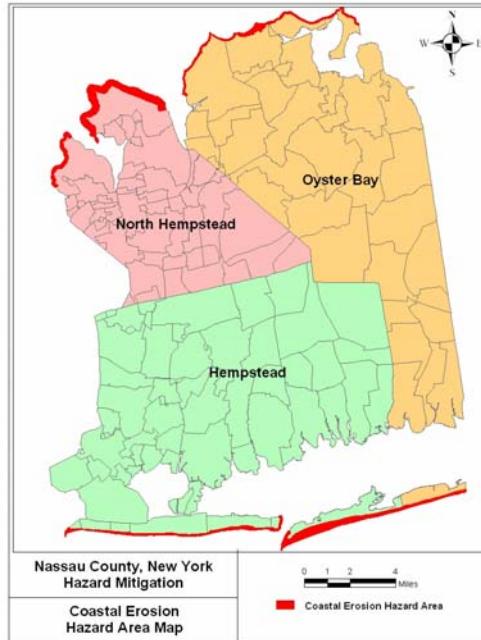 N
W E
S
Oyster Bay
North Hempstead
Hempstead
Nassau County, New York
Hazard Mitigation
Coastal Erosion
Hazard Area Map
0 1 2 4
Miles
Coastal Erosion Hazard Area